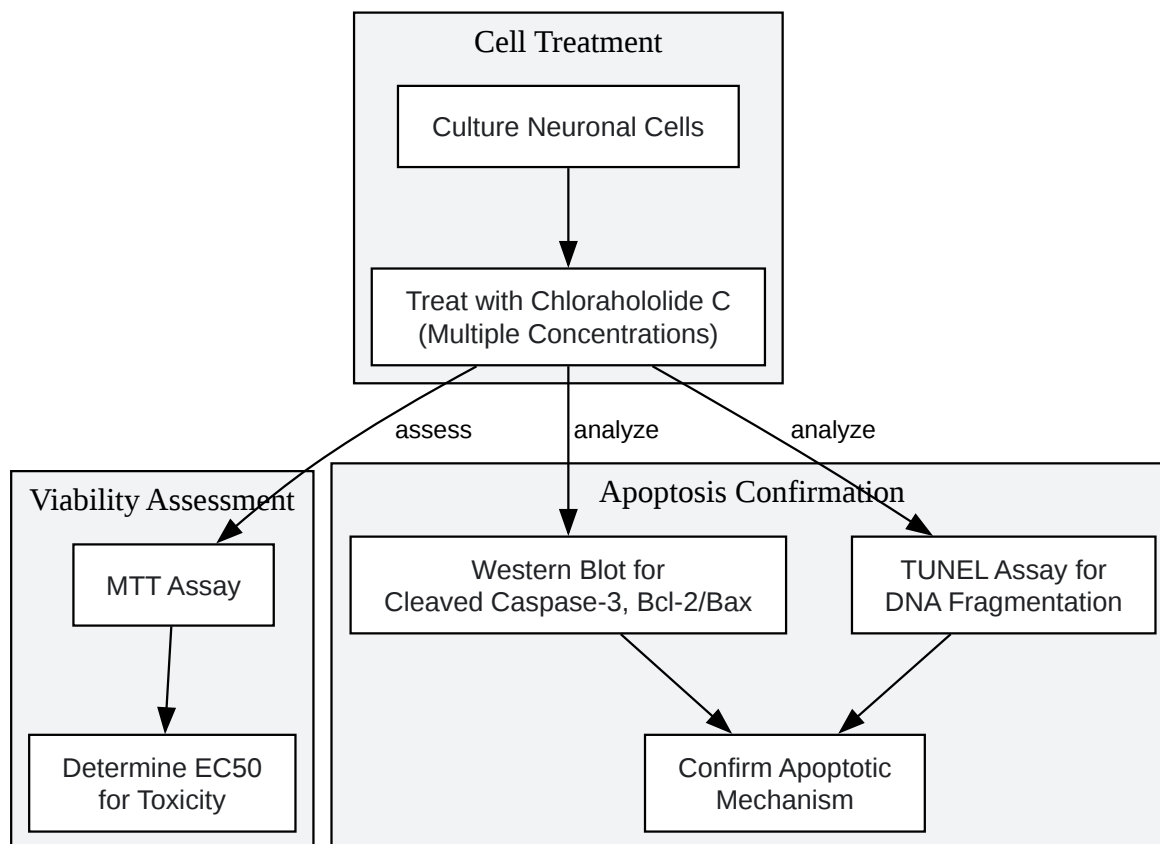 Cell Treatment
Culture Neuronal Cells
Treat with Chlorahololide C
(Multiple Concentrations)
assess
analyze
analyze
Viability Assessment
Apoptosis Confirmation
MTT Assay
Western Blot for
Cleaved Caspase-3, Bcl-2/Bax
TUNEL Assay for
DNA Fragmentation
Determine EC50
for Toxicity
Confirm Apoptotic
Mechanism